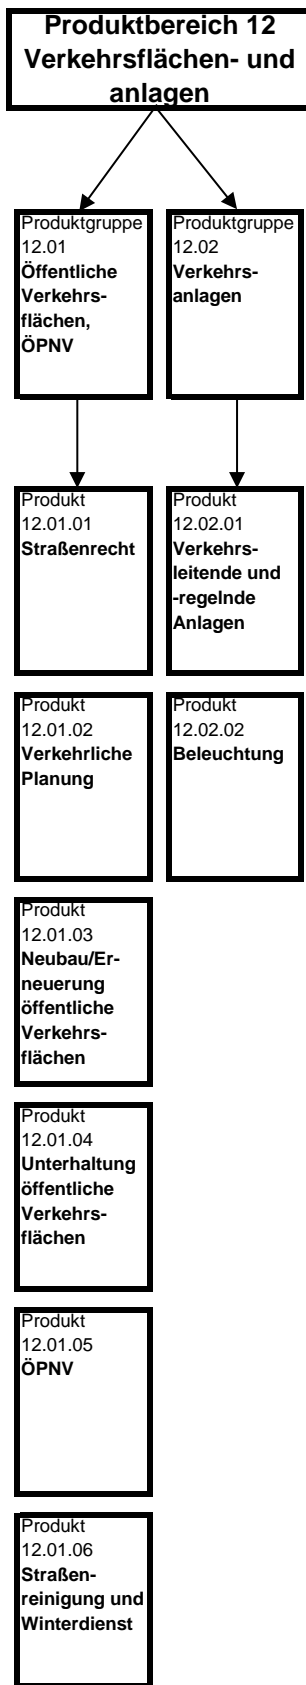 Produktbereich 12
Verkehrsflächen- und
anlagen
Produktgruppe
12.01
Öffentliche
Verkehrs-
flächen,
ÖPNV
Produktgruppe
12.02
Verkehrs-
anlagen
Produkt
12.01.01
Straßenrecht
Produkt
12.02.01
Verkehrs-
leitende und
-regelnde
Anlagen
Produkt
12.01.02
Verkehrliche
Planung
Produkt
12.02.02
Beleuchtung
Produkt
12.01.03
Neubau/Er-
neuerung
öffentliche
Verkehrs-
flächen
Produkt
12.01.04
Unterhaltung
öffentliche
Verkehrs-
flächen
Produkt
12.01.05
ÖPNV
Produkt
12.01.06
Straßen-
reinigung und
Winterdienst